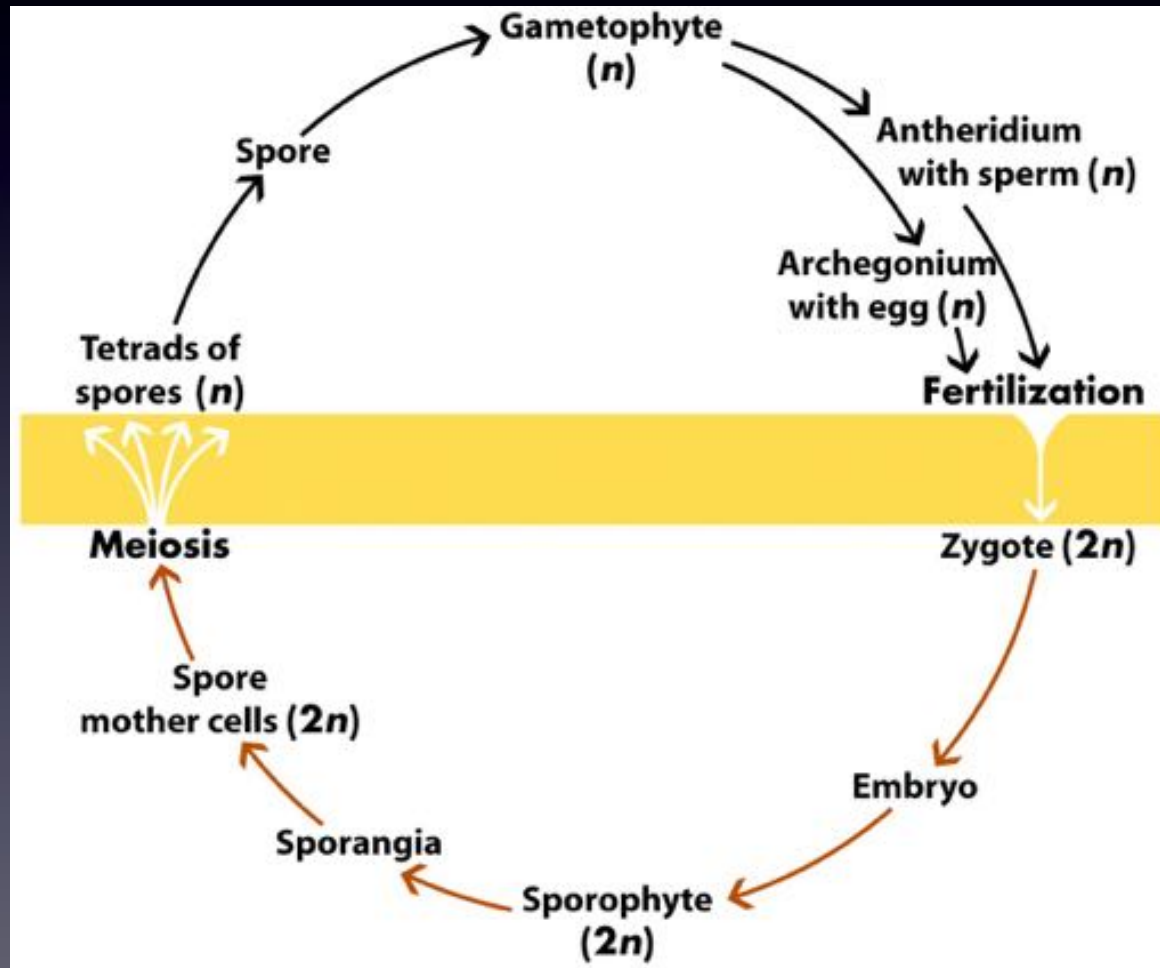 Gametophyte
(n)
Antheridium
with sperm (n)
Spore
Archegonium
with egg (n)
Tetrads of
spores (n)
Fertilization
Meiosis
Zygote (2n)
Spore
mother cells (2n)
Embryo
Sporangia
Sporophyte
(2n)